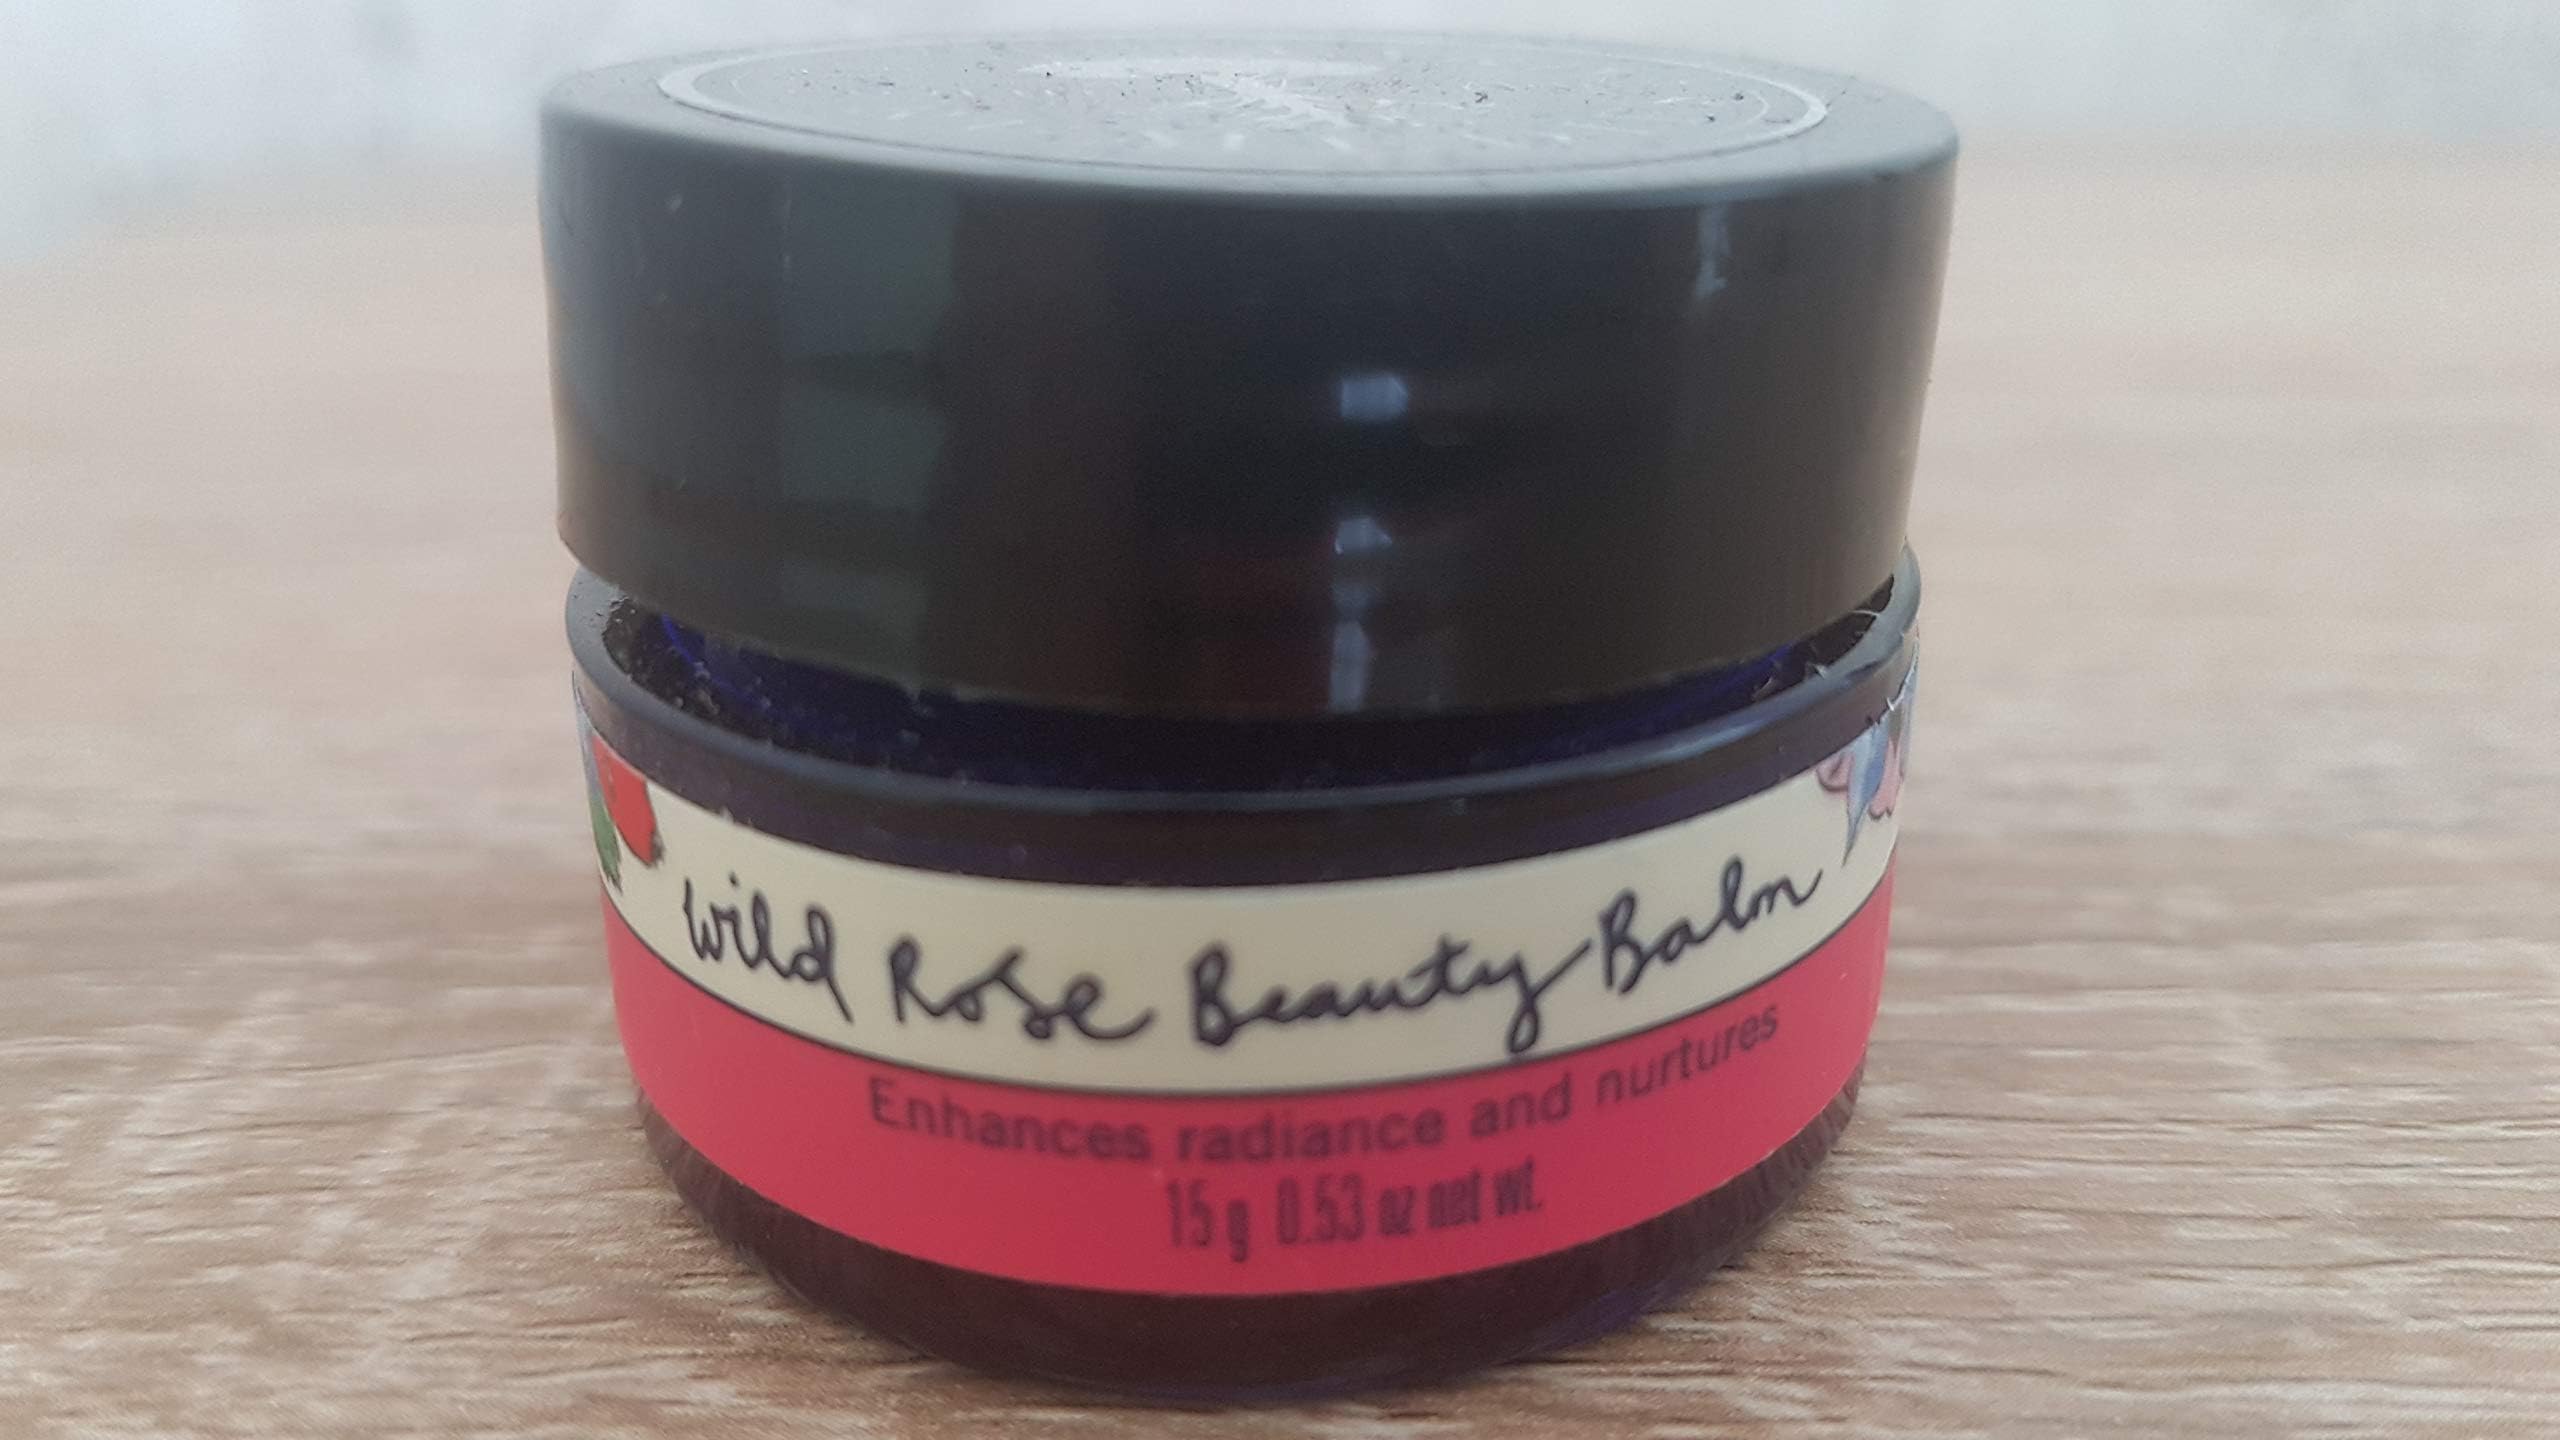 Wild Rose Beauty Balm
Enhances radiance and nurtures
15 g 0.53 oz net wt.